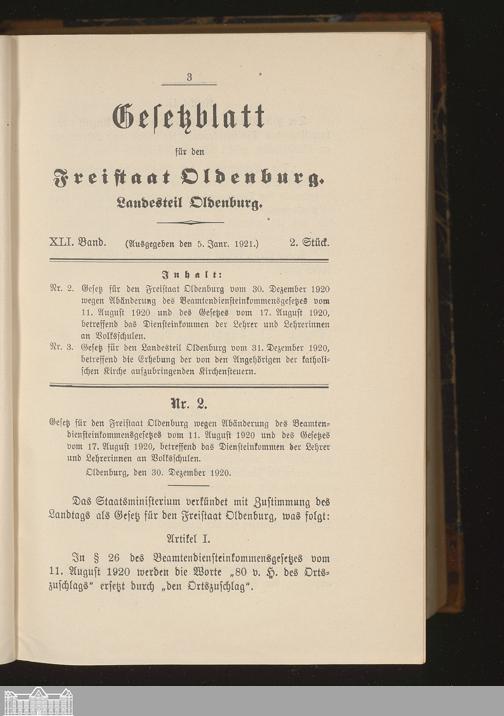 3
Gesetzblatt
für den
Freistaat Oldenburg.
Landesteil Oldenburg.
XLI. Band. (Ausgegeben den 5. Janr. 1921.) 2. Stück.
Inhalt:
Nr. 2. Gesetz für den Freistaat Oldenburg vom 30. Dezember 1920
wegen Abänderung des Beamtendiensteinkommensgesetzes vom
11. August 1920 und des Gesetzes vom 17. August 1920,
betreffend das Diensteinkommen der Lehrer und Lehrerinnen
an Volksschulen.
Nr. 3. Gesetz für den Landesteil Oldenburg vom 31. Dezember 1920,
betreffend die Erhebung der von den Angehörigen der katholi-
schen Kirche aufzubringenden Kirchensteuern.
Nr. 2.
Gesetz für den Freistaat Oldenburg wegen Abänderung des Beamten-
diensteinkommensgesetzes vom 11. August 1920 und des Gesetzes
vom 17. August 1920, betreffend das Diensteinkommen der Lehrer
und Lehrerinnen an Volksschulen.
Oldenburg, den 30. Dezember 1920.
Das Staatsministerium verkündet mit Zustimmung des
Landtags als Gesetz für den Freistaat Oldenburg, was folgt:
Artikel I.
In § 26 des Beamtendiensteinkommensgesetzes vom
11. August 1920 werden die Worte „80 v. H. des Orts-
zuschlags“ ersetzt durch „den Ortszuschlag“.